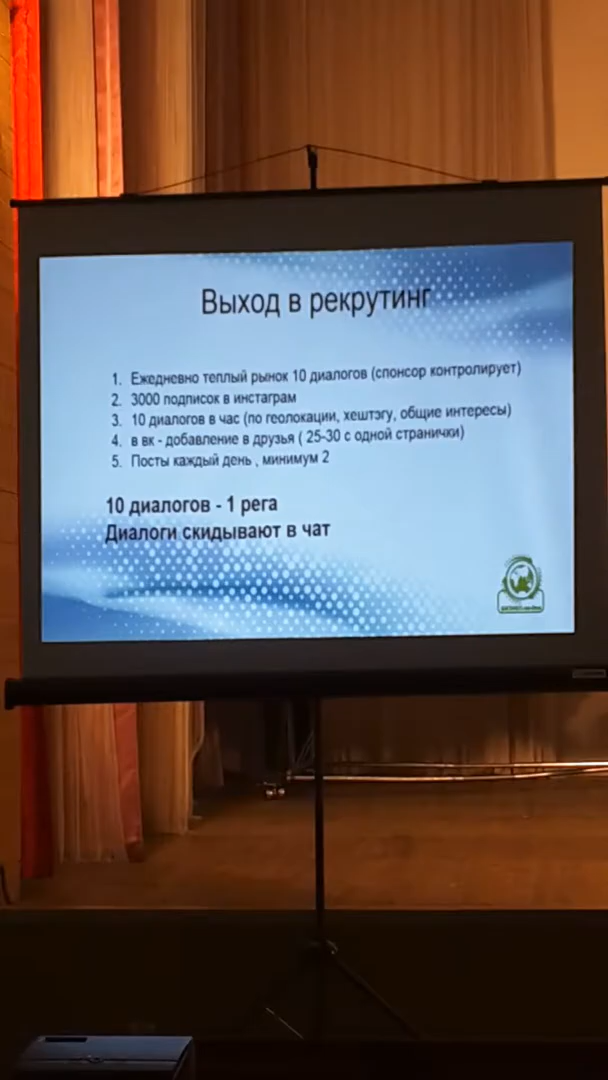 Выход в рекрутинг
1. Ежедневно теплый рынок 10 диалогов (спонсор контролирует)
2. 3000 подписок в инстаграм
3. 10 диалогов в час (по геолокации, хештэгу, общие интересы)
4. в вк - добавление в друзья ( 25-30 с одной странички)
5. Посты каждый день , минимум 2
10 диалогов - 1 рега
Диалоги скидывают в чат